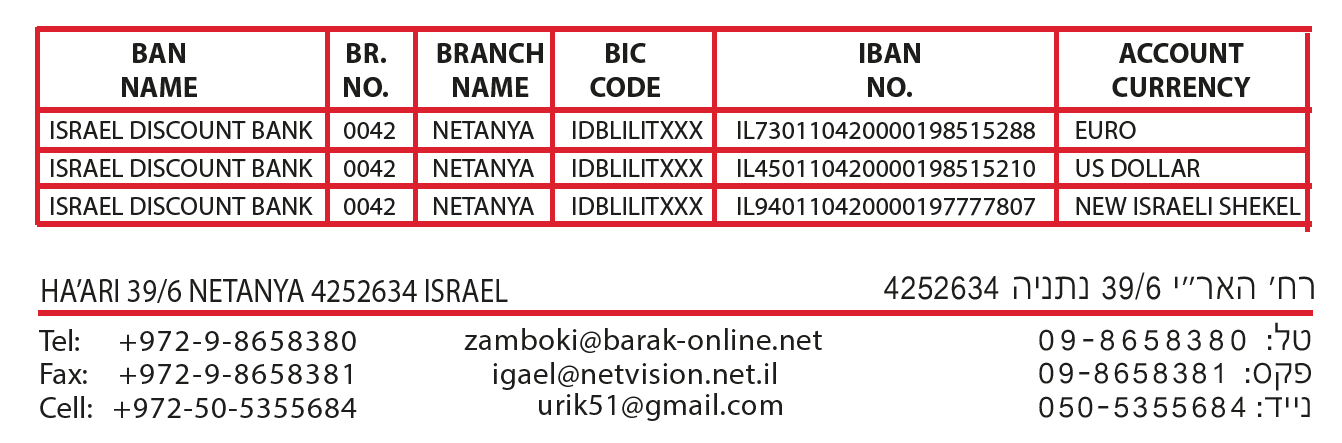 BAN NAME BR. NO. BRANCH NAME BIC CODE IBAN NO. ACCOUNT CURRENCY
ISRAEL DISCOUNT BANK 0042 NETANYA IDBLILITXXX IL730110420000198515288 EURO
ISRAEL DISCOUNT BANK 0042 NETANYA IDBLILITXXX IL450110420000198515210 US DOLLAR
ISRAEL DISCOUNT BANK 0042 NETANYA IDBLILITXXX IL940110420000197777807 NEW ISRAELI SHEKEL
HA’ARI 39/6 NETANYA 4252634 ISRAEL
רח’ האר”י 39/6 נתניה 4252634
Tel: +972-9-8658380
Fax: +972-9-8658381
Cell: +972-50-5355684
zamboki@barak-online.net
igael@netvision.net.il
urik51@gmail.com
טל: 09-8658380
פקס: 09-8658381
נייד: 050-5355684